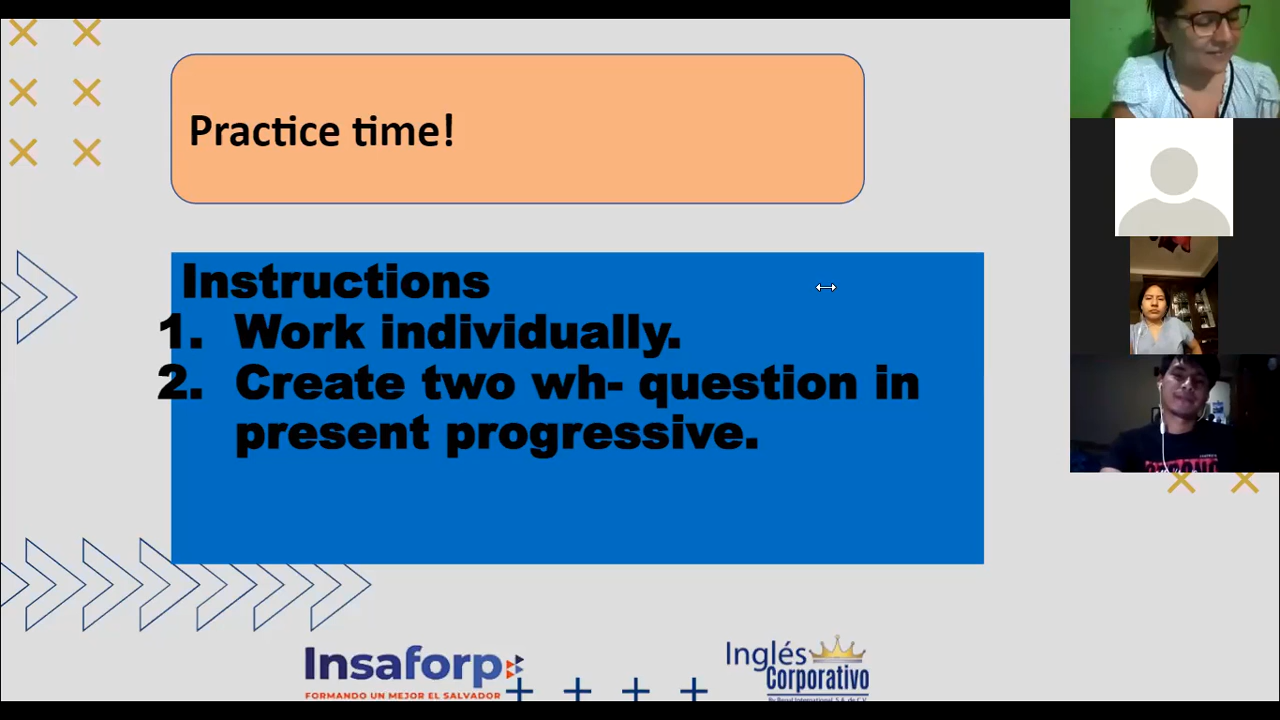 Practice time!
Instructions
1. Work individually.
2. Create two wh- question in
present progressive.
Insaforp
FORMANDO UN MEJOR EL SALVADOR
Inglés
Corporativo